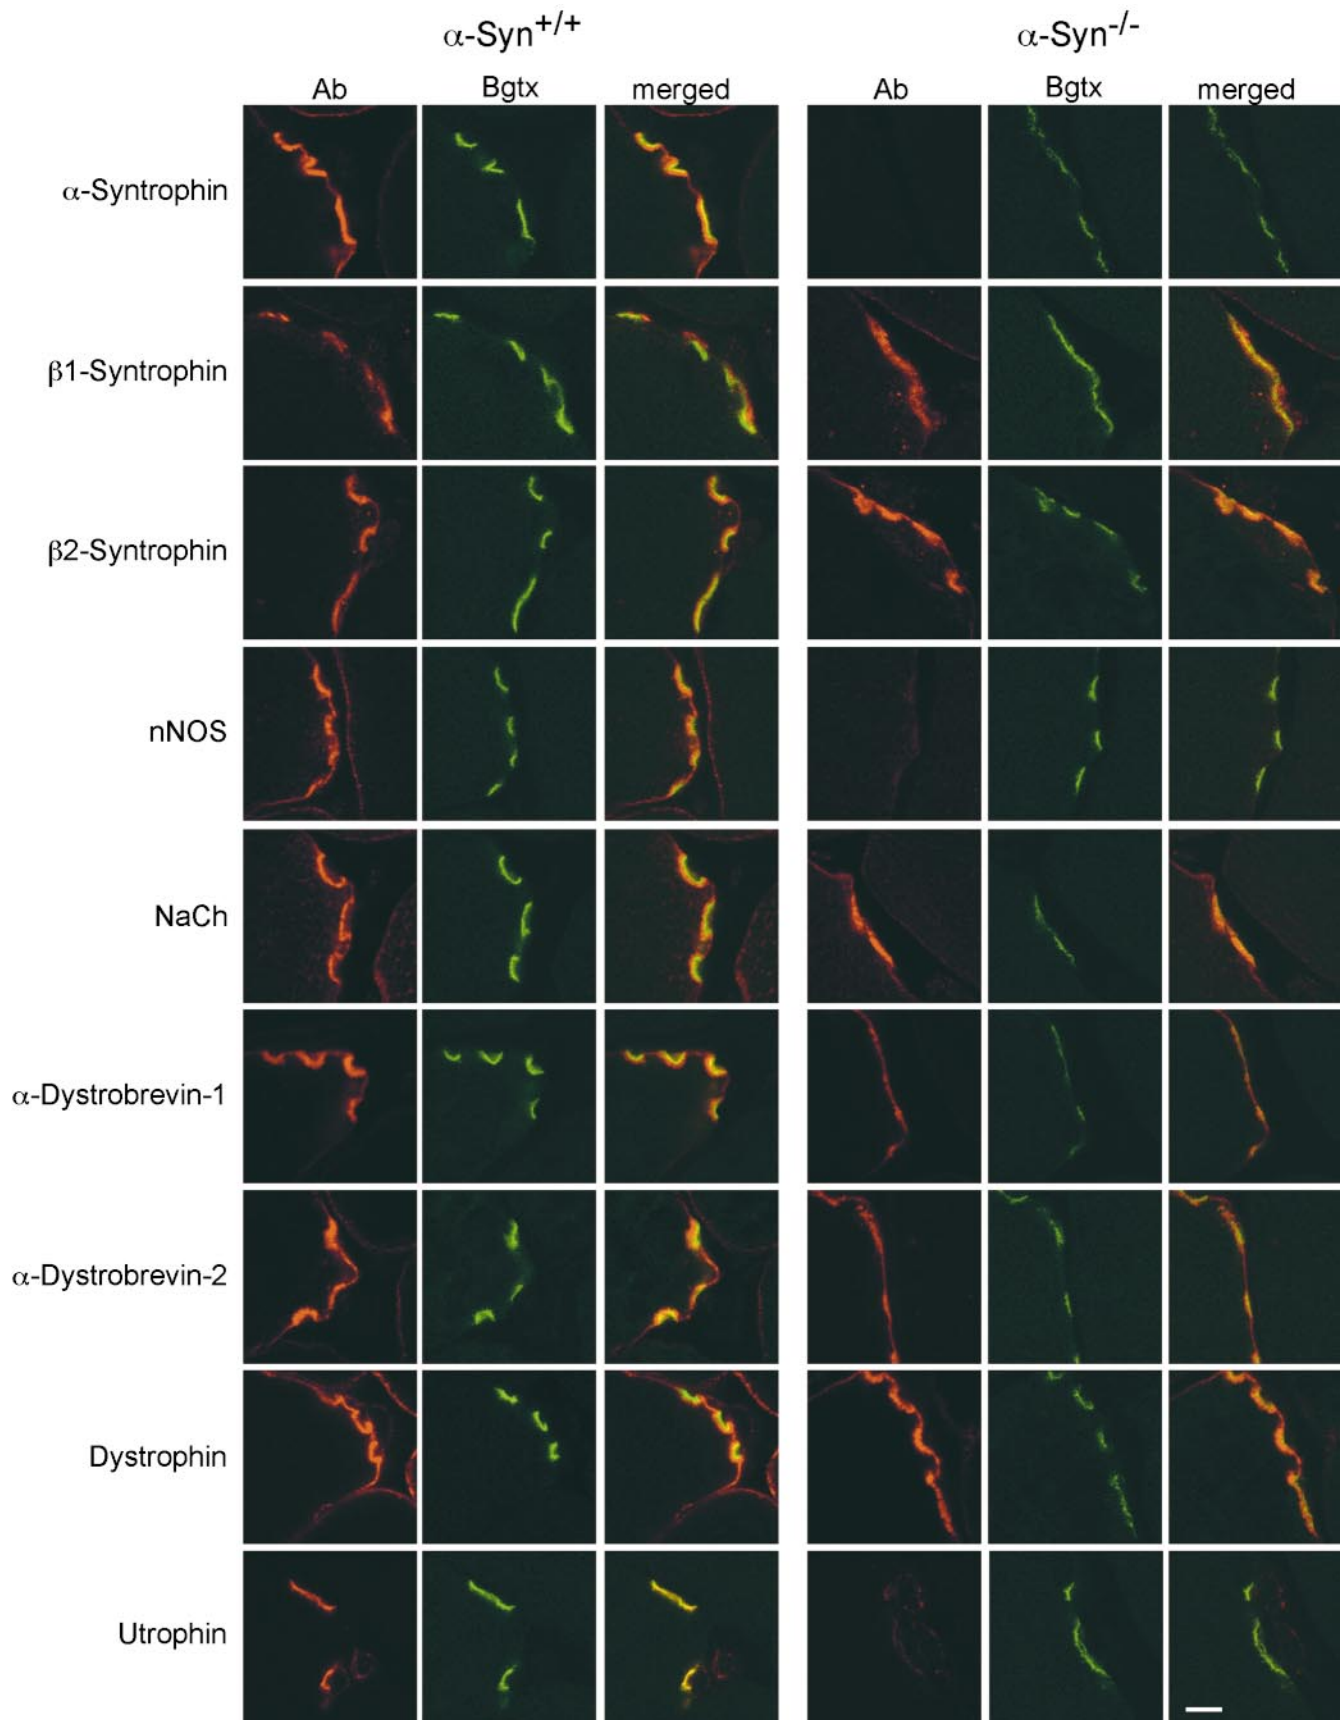 α-Syn+/+ α-Syn-/-
Ab Bgtx merged Ab Bgtx merged
α-Syntrophin
β1-Syntrophin
β2-Syntrophin
nNOS
NaCh
α-Dystrobrevin-1
α-Dystrobrevin-2
Dystrophin
Utrophin